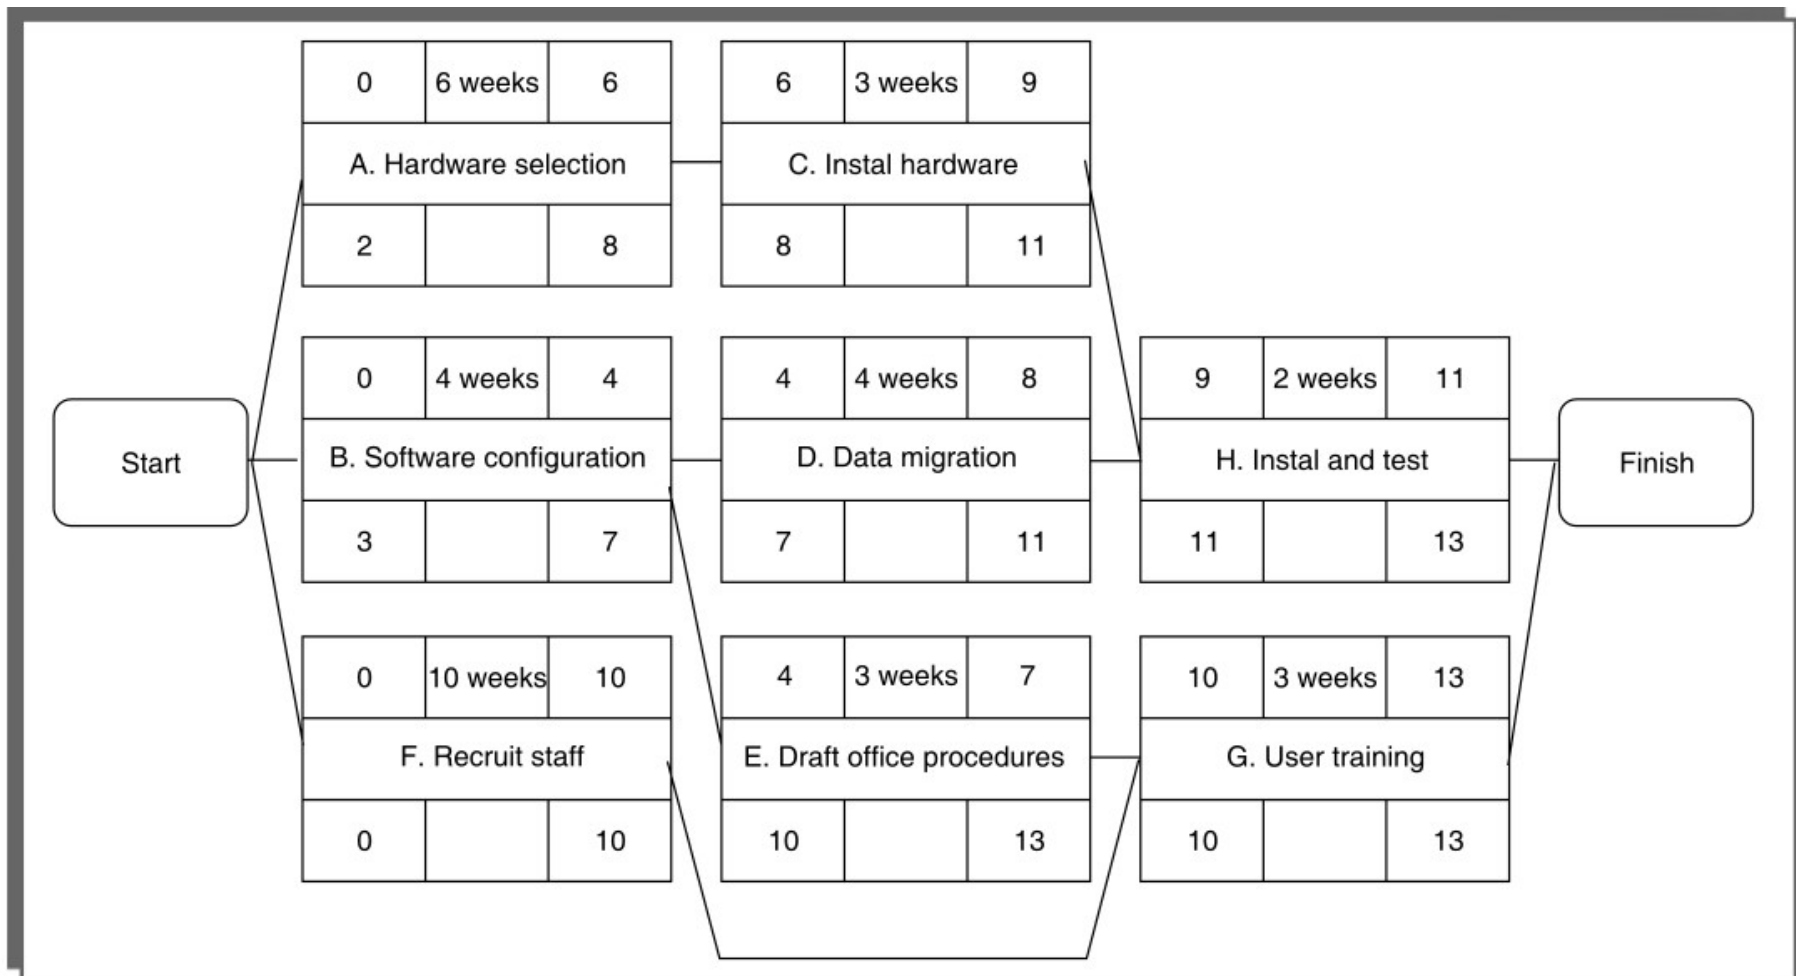 0 6 weeks 6
A. Hardware selection
2 8
6 3 weeks 9
C. Instal hardware
8 11
Start
0 4 weeks 4
B. Software configuration
3 7
4 4 weeks 8
D. Data migration
7 11
9 2 weeks 11
H. Instal and test
11 13
Finish
0 10 weeks 10
F. Recruit staff
0 10
4 3 weeks 7
E. Draft office procedures
10 13
10 3 weeks 13
G. User training
10 13